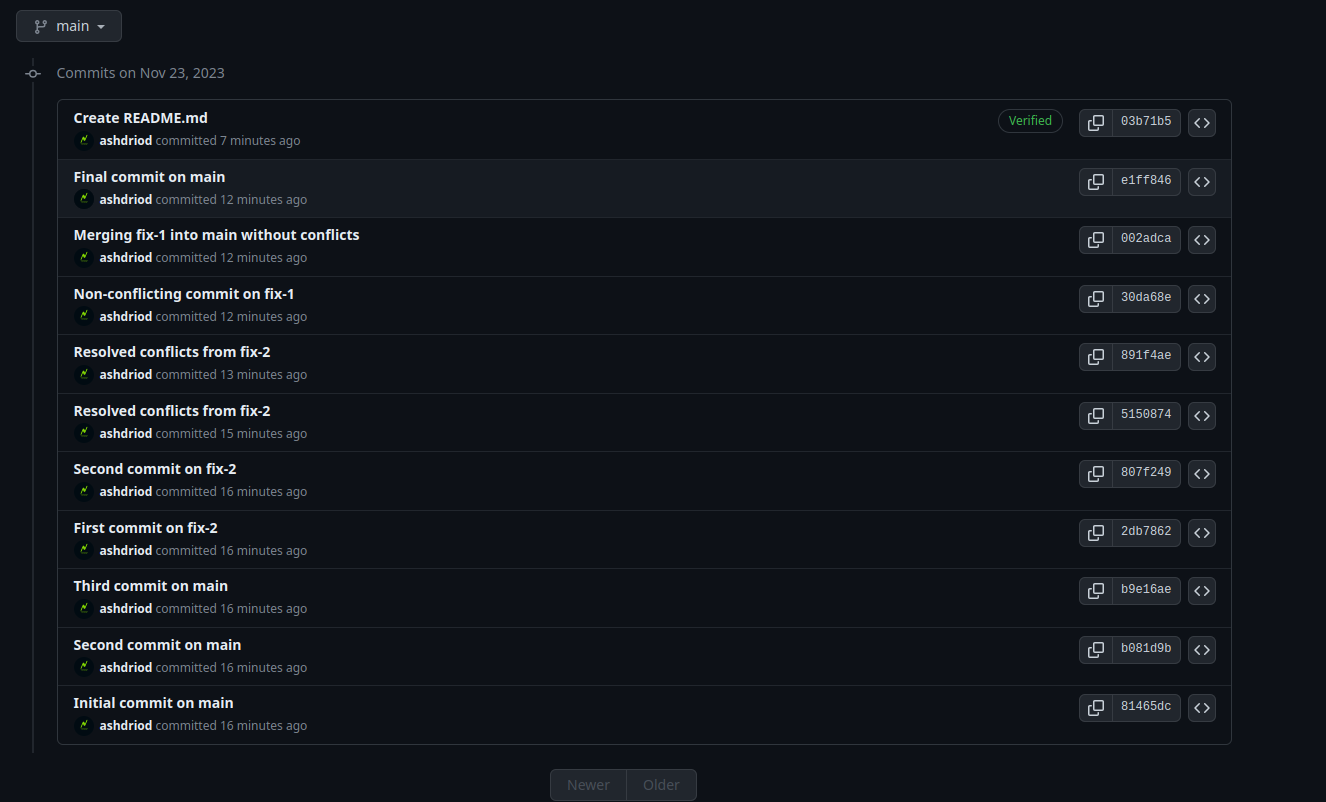 main
Commits on Nov 23, 2023
Create README.md
ashdriod committed 7 minutes ago
Verified
03b71b5
Final commit on main
ashdriod committed 12 minutes ago
e1ff846
Merging fix-1 into main without conflicts
ashdriod committed 12 minutes ago
002adca
Non-conflicting commit on fix-1
ashdriod committed 12 minutes ago
30da68e
Resolved conflicts from fix-2
ashdriod committed 13 minutes ago
891f4ae
Resolved conflicts from fix-2
ashdriod committed 15 minutes ago
5150874
Second commit on fix-2
ashdriod committed 16 minutes ago
807f249
First commit on fix-2
ashdriod committed 16 minutes ago
2db7862
Third commit on main
ashdriod committed 16 minutes ago
b9e16ae
Second commit on main
ashdriod committed 16 minutes ago
b081d9b
Initial commit on main
ashdriod committed 16 minutes ago
81465dc
Newer Older